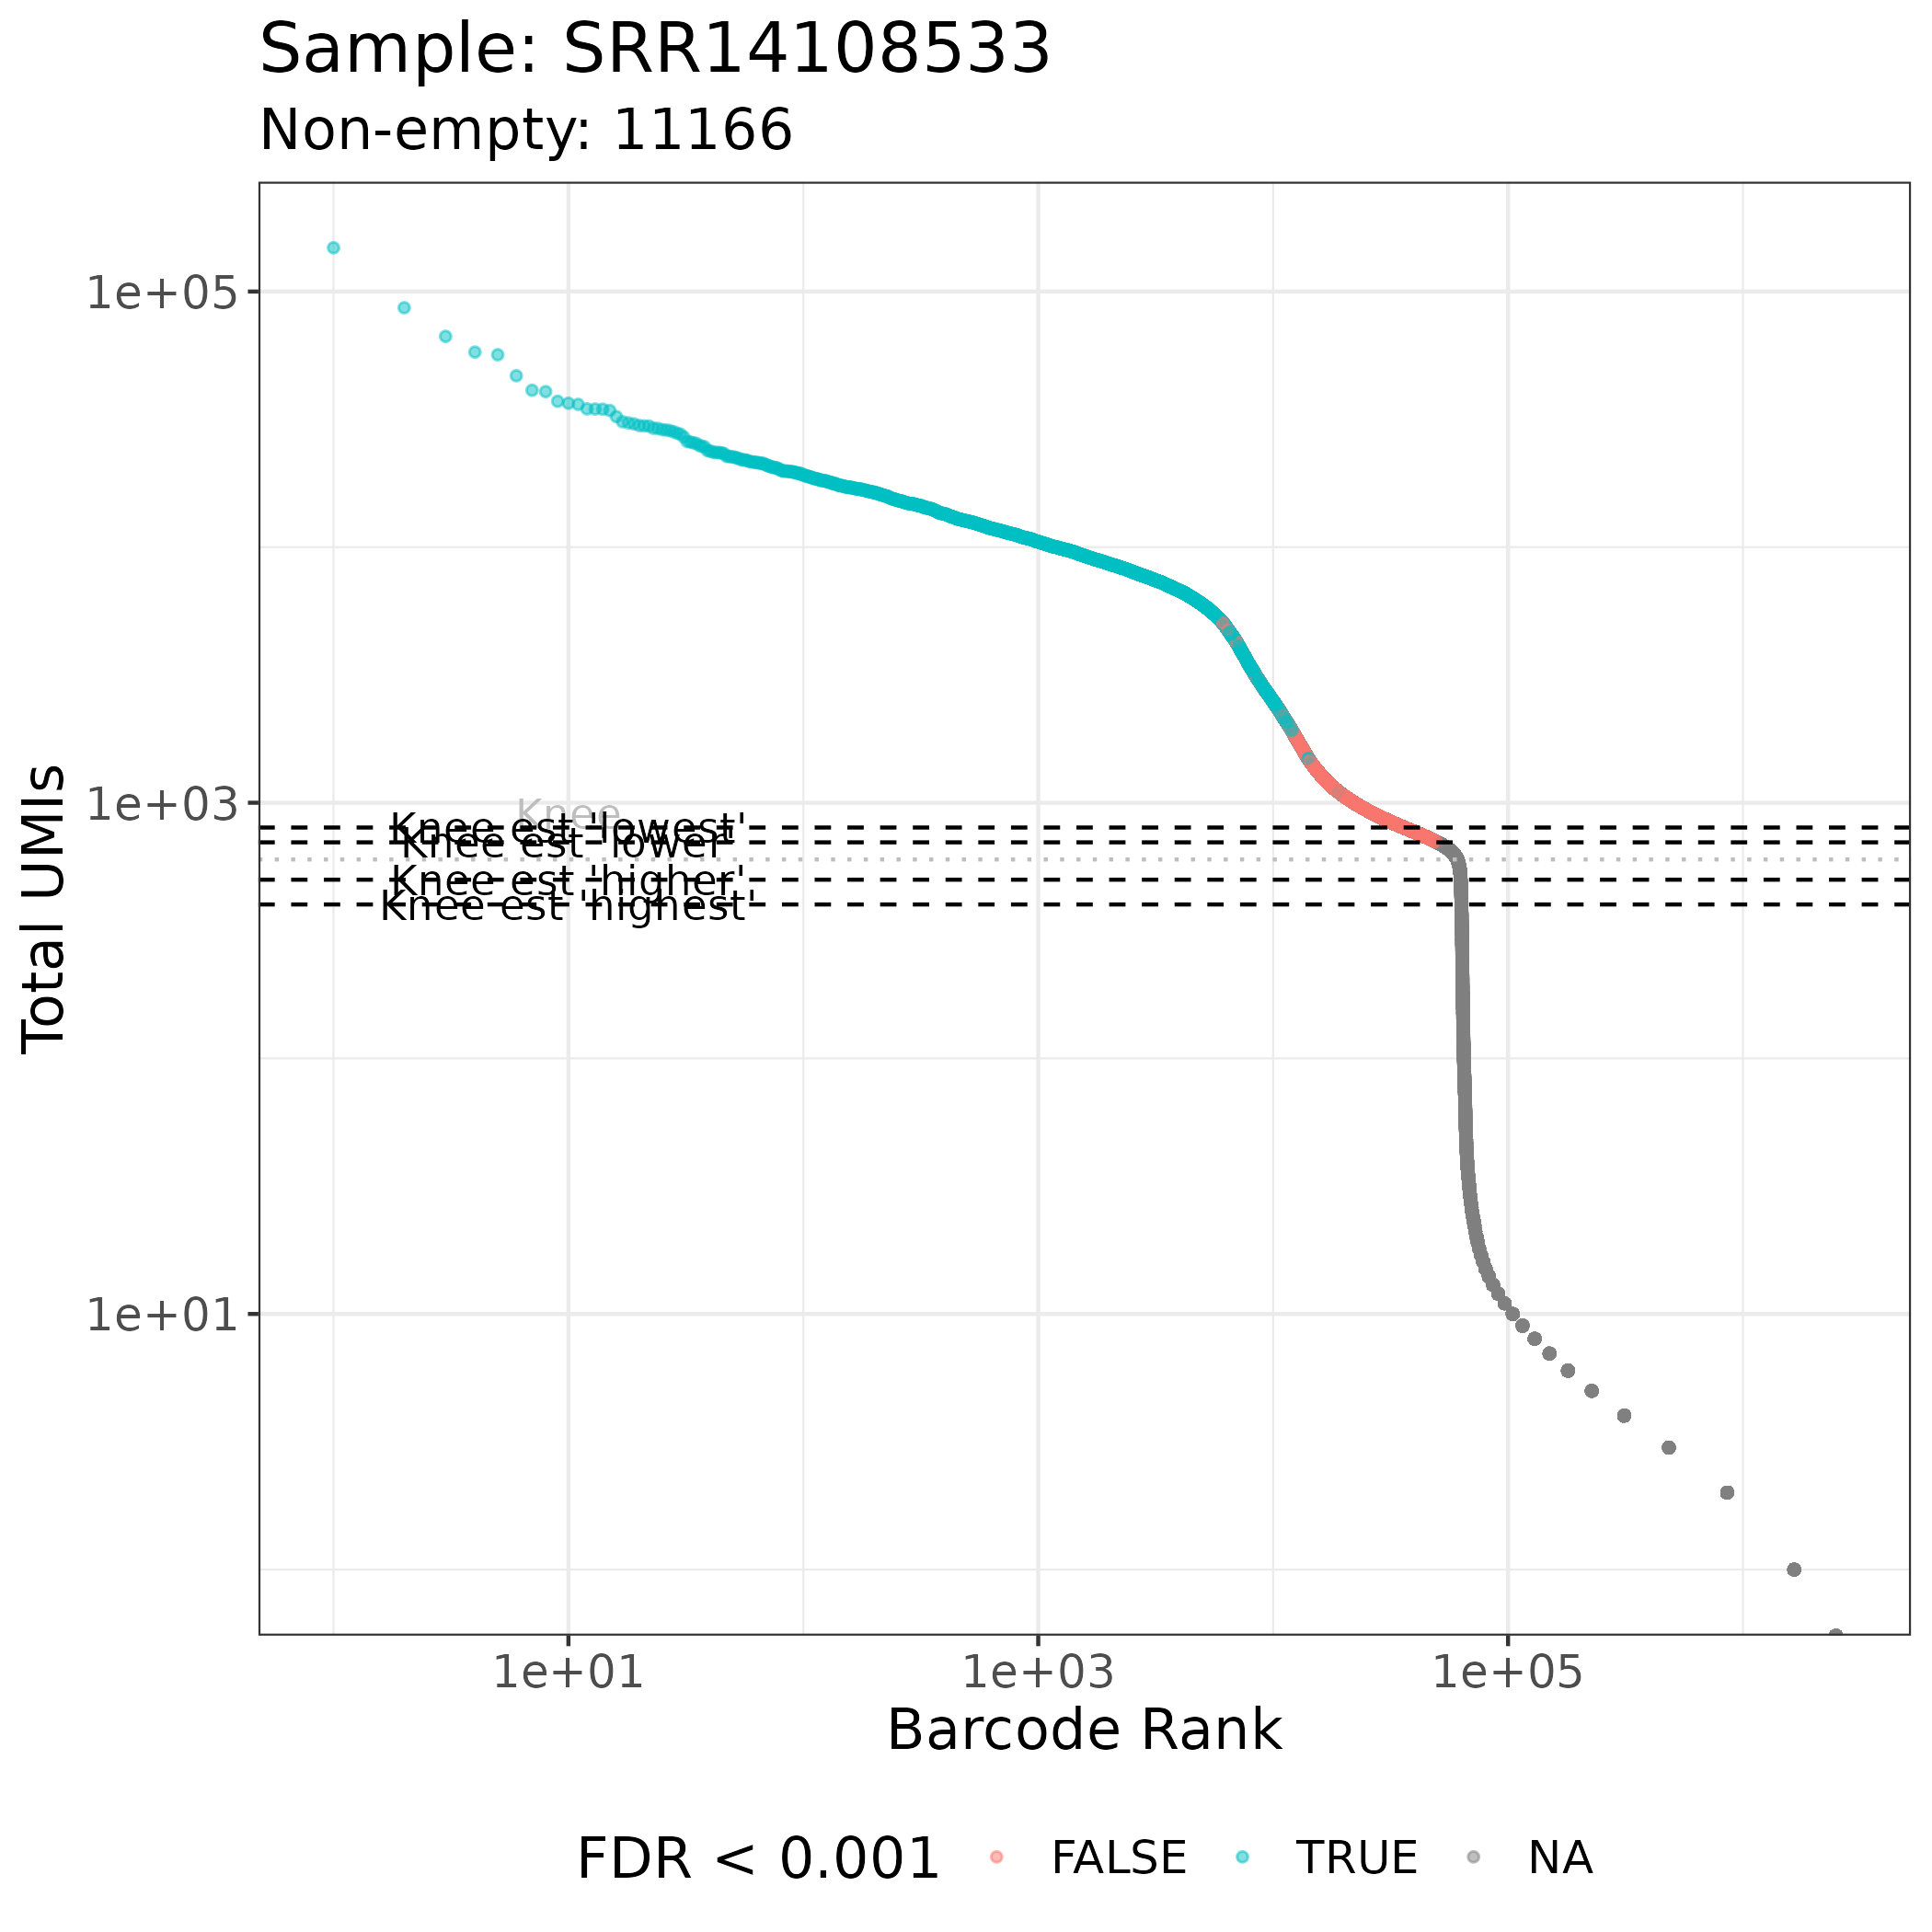 Sample: SRR14108533
Non-empty: 11166
1e+05
1e+03
1e+01
Total UMIs
Knee
Knee est 'lowest'
Knee est 'lower'
Knee est 'higher'
Knee est 'highest'
1e+01 1e+03 1e+05
Barcode Rank
FDR < 0.001 FALSE TRUE NA